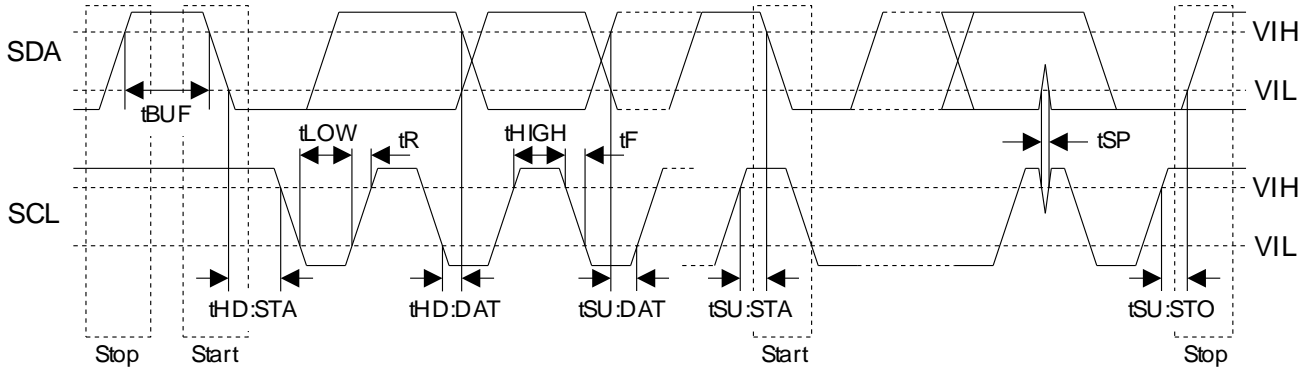 SDA
VIH
VIL
tBUF
tLOW
tR
tHIGH
tF
tSP
SCL
VIH
VIL
tHD:STA
tHD:DAT
tSU:DAT
tSU:STA
tSU:STO
Stop
Start
Start
Stop